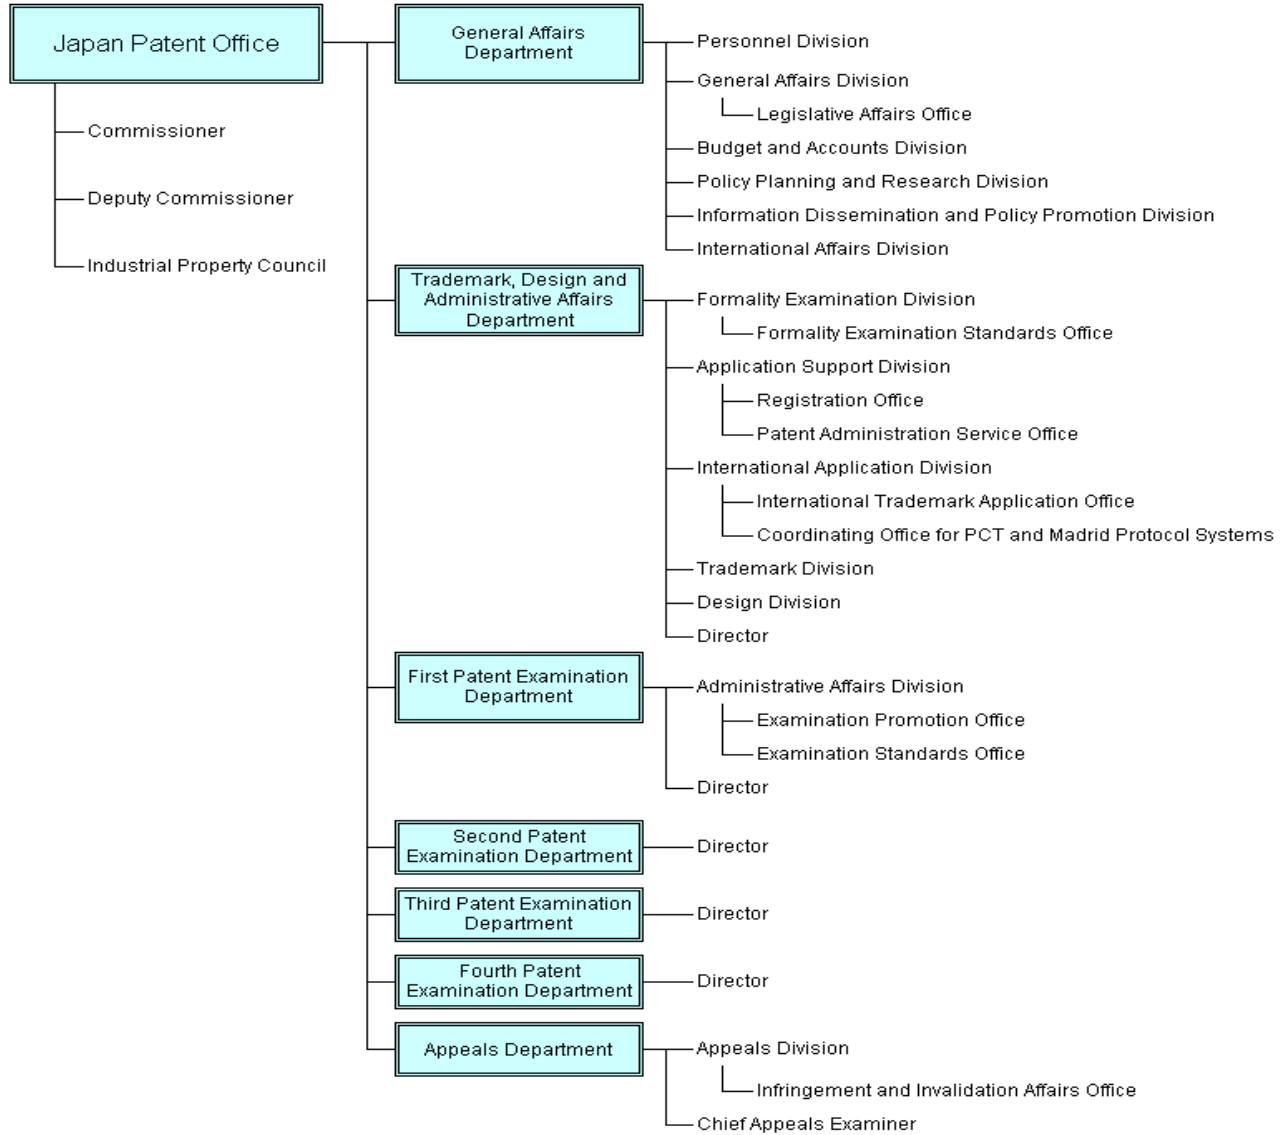 Japan Patent Office
Commissioner
Deputy Commissioner
Industrial Property Council
General Affairs
Department
Personnel Division
General Affairs Division
Legislative Affairs Office
Budget and Accounts Division
Policy Planning and Research Division
Information Dissemination and Policy Promotion Division
International Affairs Division
Trademark, Design and
Administrative Affairs
Department
Formality Examination Division
Formality Examination Standards Office
Application Support Division
Registration Office
Patent Administration Service Office
International Application Division
International Trademark Application Office
Coordinating Office for PCT and Madrid Protocol Systems
Trademark Division
Design Division
Director
First Patent Examination
Department
Administrative Affairs Division
Examination Promotion Office
Examination Standards Office
Director
Second Patent
Examination Department
Director
Third Patent Examination
Department
Director
Fourth Patent
Examination Department
Director
Appeals Department
Appeals Division
Infringement and Invalidation Affairs Office
Chief Appeals Examiner